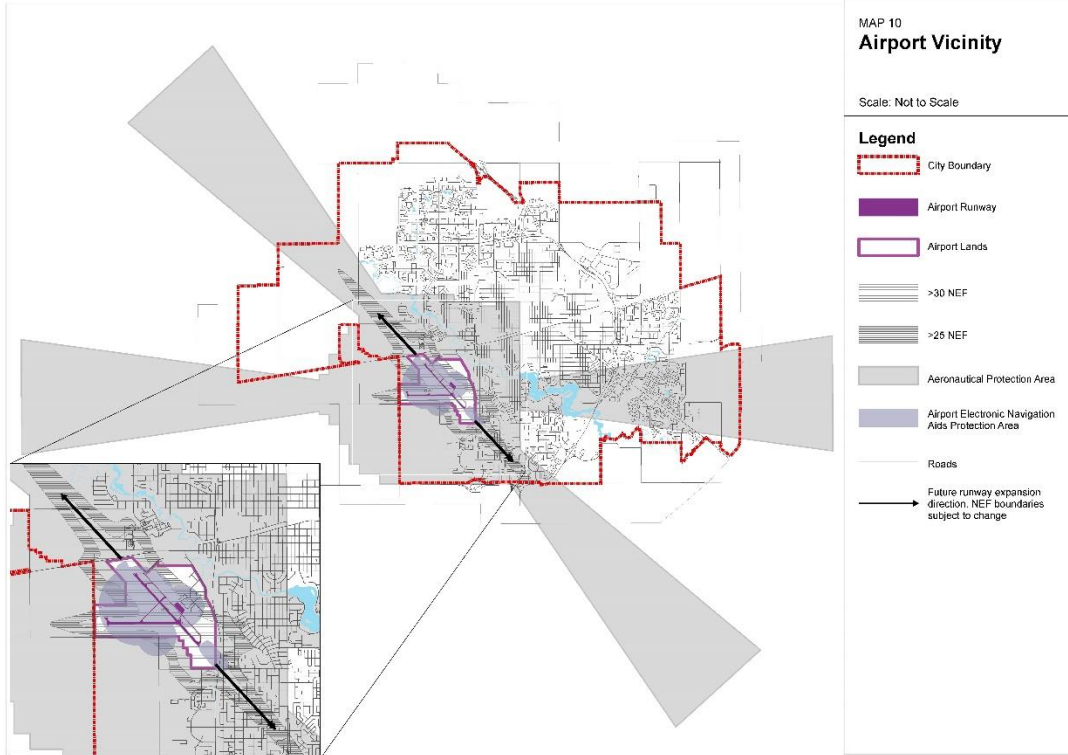 MAP 10
Airport Vicinity
Scale: Not to Scale
Legend
City Boundary
Airport Runway
Airport Lands
>30 NEF
>25 NEF
Aeronautical Protection Area
Airport Electronic Navigation
Aids Protection Area
Roads
Future runway expansion
direction. NEF boundaries
subject to change